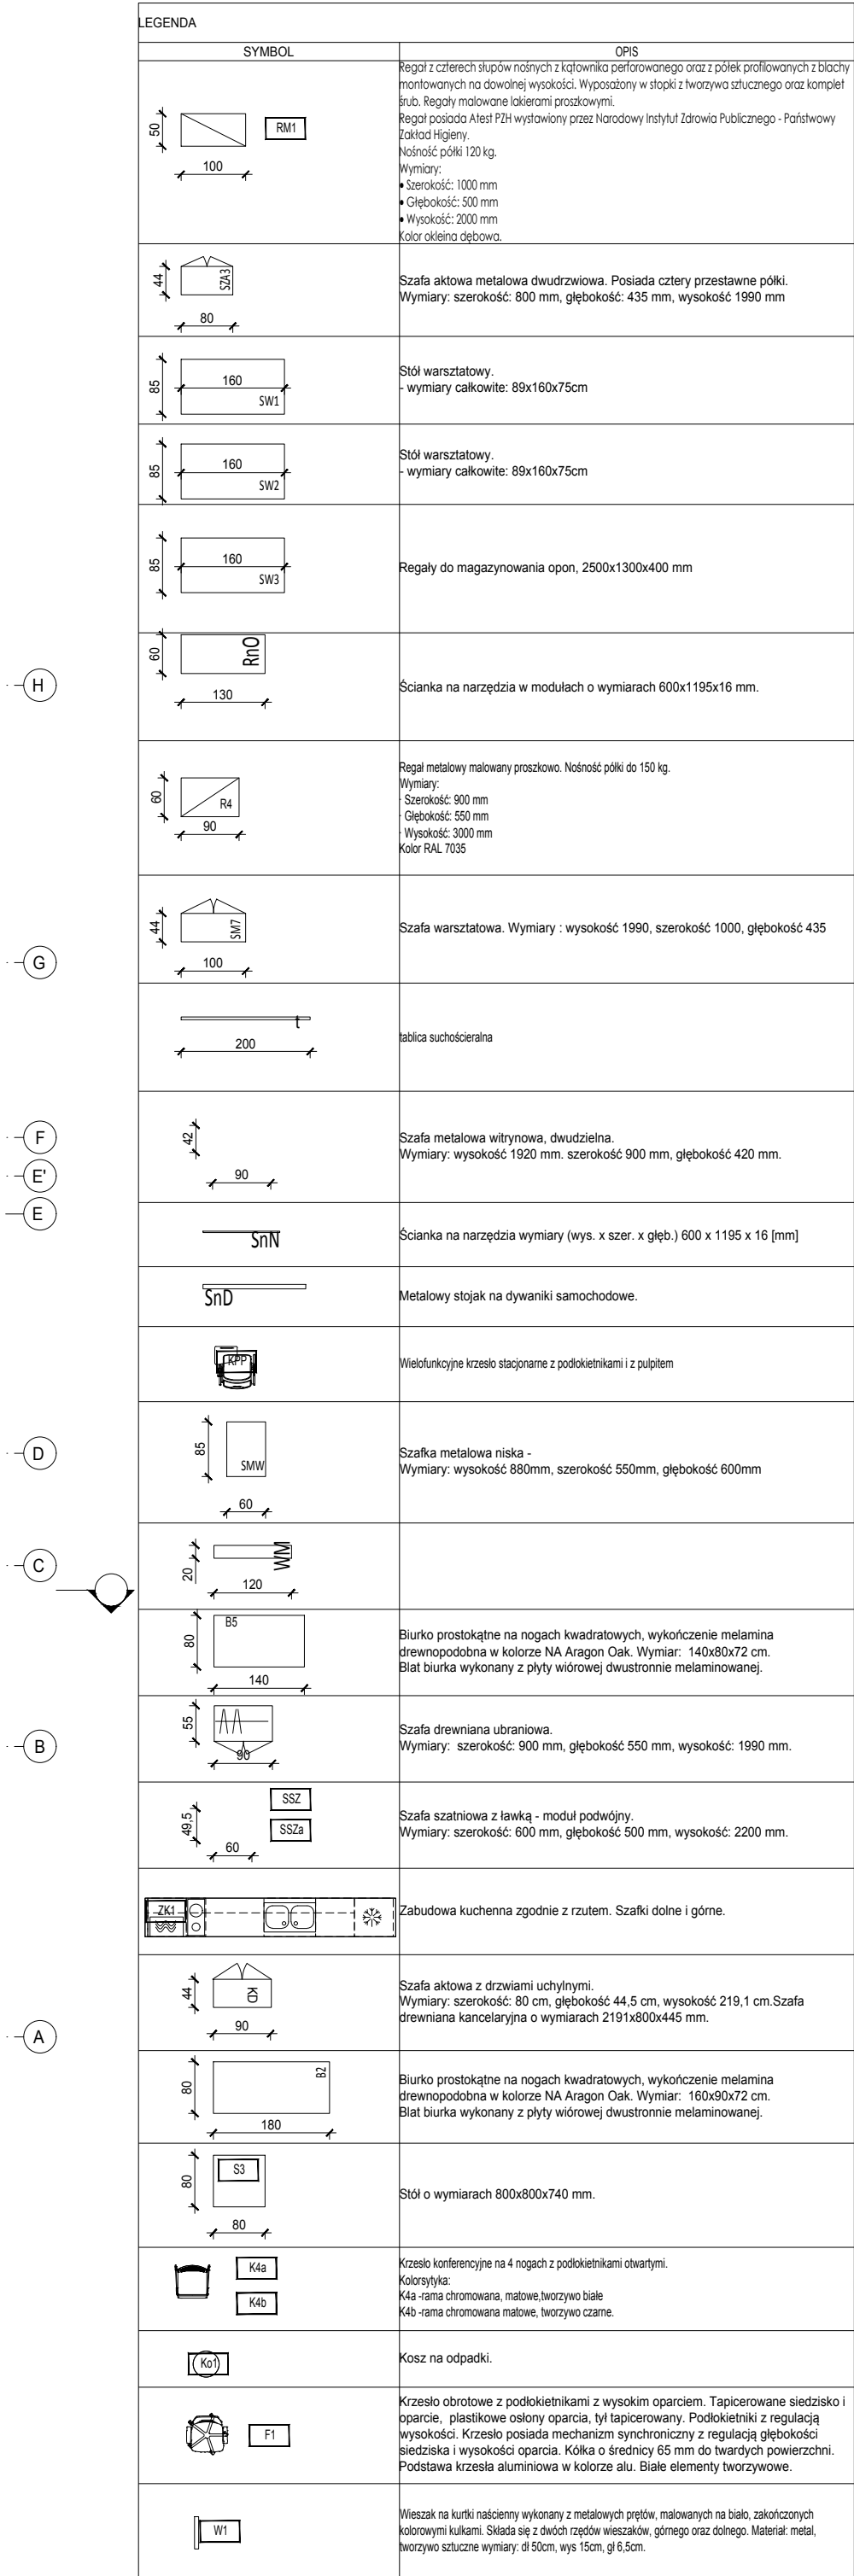 LEGENDA
SYMBOL OPIS
50
100
RM1
Regał z czterech słupów nośnych z kątownika perforowanego oraz z półek profilowanych z blachy
montowanych na dowolnej wysokości. Wyposażony w stopki z tworzywa sztucznego oraz komplet
śrub. Regały malowane lakierami proszkowymi.
Regał posiada Atest PZH wystawiony przez Narodowy Instytut Zdrowia Publicznego - Państwowy
Zakład Higieny.
Nośność półki 120 kg.
Wymiary:
• Szerokość: 1000 mm
• Głębokość: 500 mm
• Wysokość: 2000 mm
Kolor okleina dębowa.
44
SZA3
80
Szafa aktowa metalowa dwudrzwiowa. Posiada cztery przestawne półki.
Wymiary: szerokość: 800 mm, głębokość: 435 mm, wysokość 1990 mm
85
160
SW1
Stół warsztatowy.
- wymiary całkowite: 89x160x75cm
85
160
SW2
Stół warsztatowy.
- wymiary całkowite: 89x160x75cm
85
160
SW3
Regały do magazynowania opon, 2500x1300x400 mm
H
60
RnO
130
Ścianka na narzędzia w modułach o wymiarach 600x1195x16 mm.
60
R4
90
Regał metalowy malowany proszkowo. Nośność półki do 150 kg.
Wymiary:
· Szerokość: 900 mm
· Głębokość: 550 mm
· Wysokość: 3000 mm
Kolor RAL 7035
G
44
SM7
100
Szafa warsztatowa. Wymiary : wysokość 1990, szerokość 1000, głębokość 435
t
200
tablica suchościeralna
F
E'
E
42
90
Szafa metalowa witrynowa, dwudzielna.
Wymiary: wysokość 1920 mm. szerokość 900 mm, głębokość 420 mm.
SnN
Ścianka na narzędzia wymiary (wys. x szer. x głęb.) 600 x 1195 x 16 [mm]
SnD
Metalowy stojak na dywaniki samochodowe.
KPP
Wielofunkcyjne krzesło stacjonarne z podłokietnikami i z pulpitem
D
85
SMW
60
Szafka metalowa niska -
Wymiary: wysokość 880mm, szerokość 550mm, głębokość 600mm
C
20
WM
120
B5
80
140
Biurko prostokątne na nogach kwadratowych, wykończenie melamina
drewnopodobna w kolorze NA Aragon Oak. Wymiar: 140x80x72 cm.
Blat biurka wykonany z płyty wiórowej dwustronnie melaminowanej.
B
55
90
Szafa drewniana ubraniowa.
Wymiary: szerokość: 900 mm, głębokość 550 mm, wysokość: 1990 mm.
49,5
60
SSZ
SSZa
Szafa szatniowa z ławką - moduł podwójny.
Wymiary: szerokość: 600 mm, głębokość 500 mm, wysokość: 2200 mm.
ZK1
Zabudowa kuchenna zgodnie z rzutem. Szafki dolne i górne.
A
44
KD
90
Szafa aktowa z drzwiami uchylnymi.
Wymiary: szerokość: 80 cm, głębokość 44,5 cm, wysokość 219,1 cm.Szafa
drewniana kancelaryjna o wymiarach 2191x800x445 mm.
80
B2
180
Biurko prostokątne na nogach kwadratowych, wykończenie melamina
drewnopodobna w kolorze NA Aragon Oak. Wymiar: 160x90x72 cm.
Blat biurka wykonany z płyty wiórowej dwustronnie melaminowanej.
80
S3
80
Stół o wymiarach 800x800x740 mm.
K4a
K4b
Krzesło konferencyjne na 4 nogach z podłokietnikami otwartymi.
Kolorsytyka:
K4a -rama chromowana, matowe,tworzywo białe
K4b -rama chromowana matowe, tworzywo czarne.
Ko1
Kosz na odpadki.
F1
Krzesło obrotowe z podłokietnikami z wysokim oparciem. Tapicerowane siedzisko i
oparcie, plastikowe osłony oparcia, tył tapicerowany. Podłokietniki z regulacją
wysokości. Krzesło posiada mechanizm synchroniczny z regulacją głębokości
siedziska i wysokości oparcia. Kółka o średnicy 65 mm do twardych powierzchni.
Podstawa krzesła aluminiowa w kolorze alu. Białe elementy tworzywowe.
W1
Wieszak na kurtki naścienny wykonany z metalowych prętów, malowanych na biało, zakończonych
kolorowymi kulkami. Składa się z dwóch rzędów wieszaków, górnego oraz dolnego. Materiał: metal,
tworzywo sztuczne wymiary: dł 50cm, wys 15cm, gł 6,5cm.